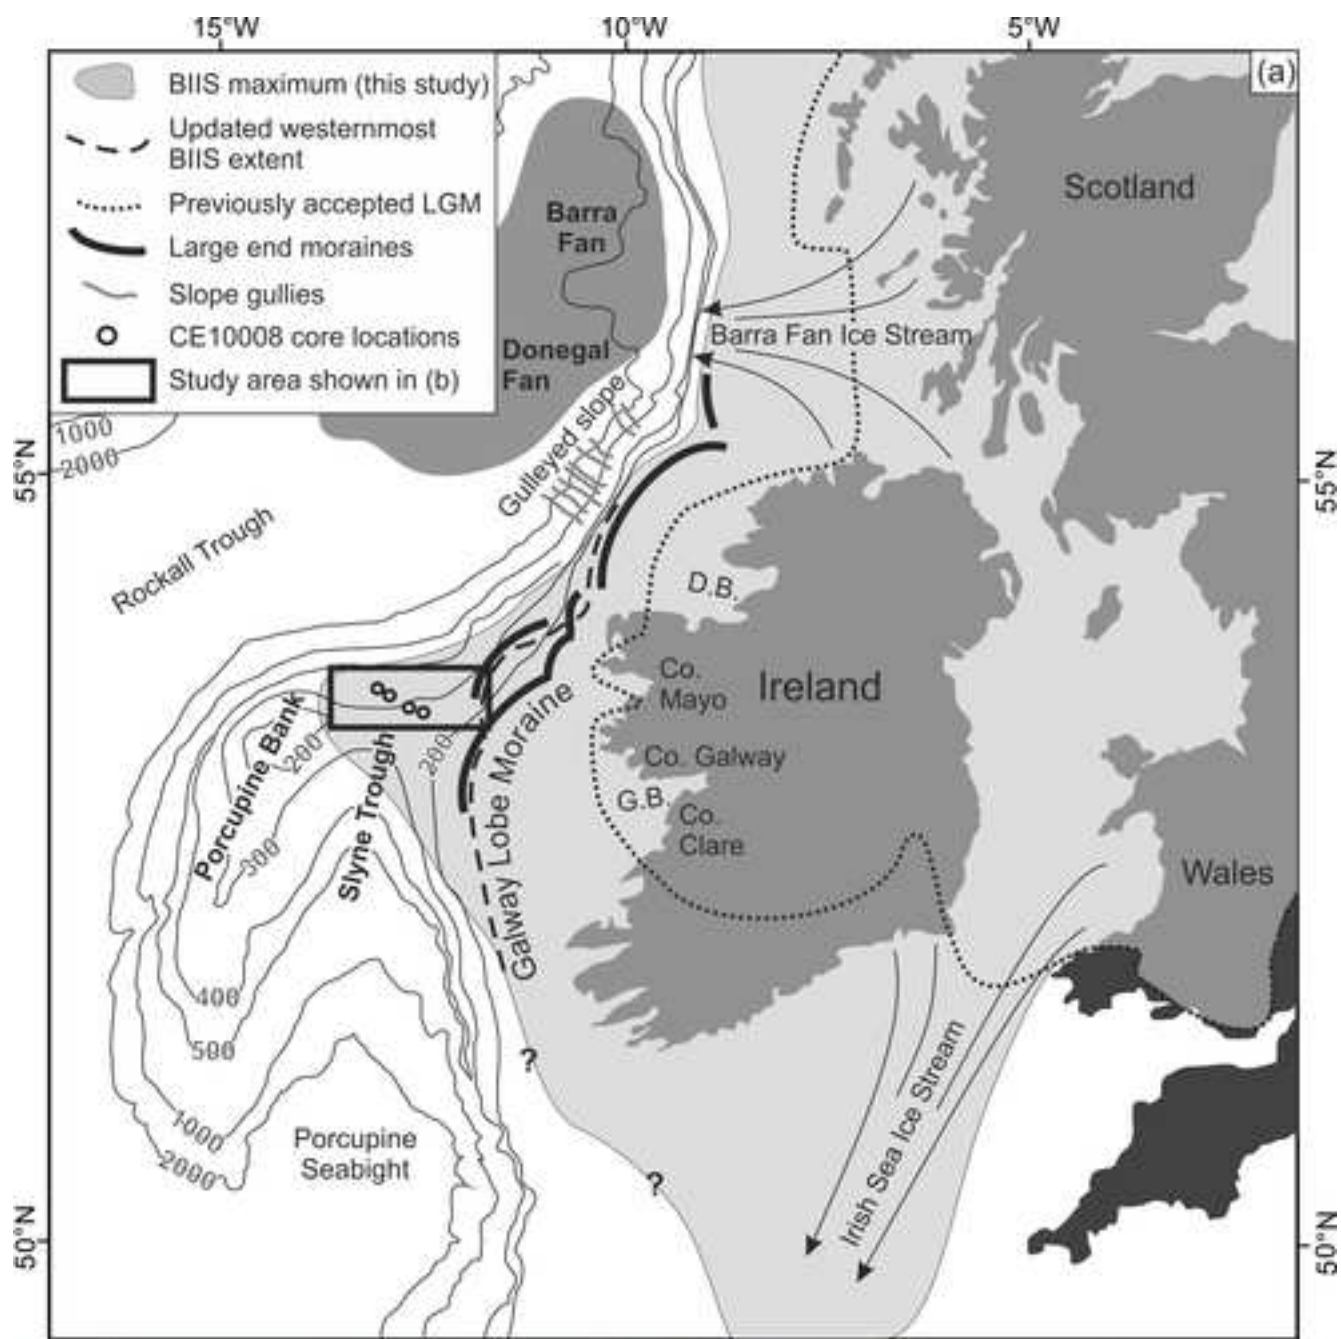 15°W
10°W
5°W
(a)
BIIS maximum (this study)
Updated westernmost
BIIS extent
Previously accepted LGM
Large end moraines
Slope gullies
CE10008 core locations
Study area shown in (b)
Scotland
Barra
Fan
Barra Fan Ice Stream
Donegal
Fan
Gulleyed slope
1000
2000
55°N
55°N
Rockall Trough
D.B.
Co.
Mayo
Ireland
Porcupine Bank
200
200
Slyne Trough
Galway Lobe Moraine
Co. Galway
G.B.
Co.
Clare
300
Wales
400
500
?
Irish Sea Ice Stream
1000
2000
Porcupine
Seabight
?
50°N
50°N